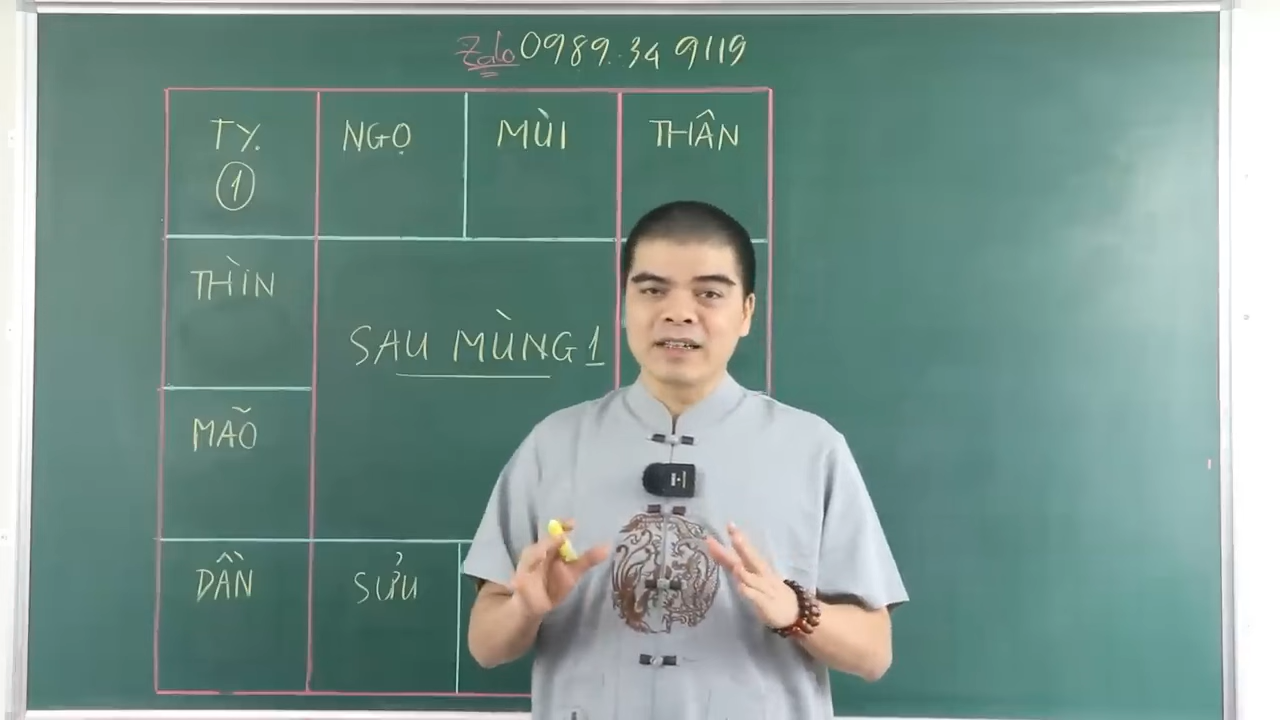 Zalo 0989.34 9119
TỴ. NGỌ MÙI THÂN
1
THÌN
SAU MÙNG 1
MÃO
DẦN SỬU